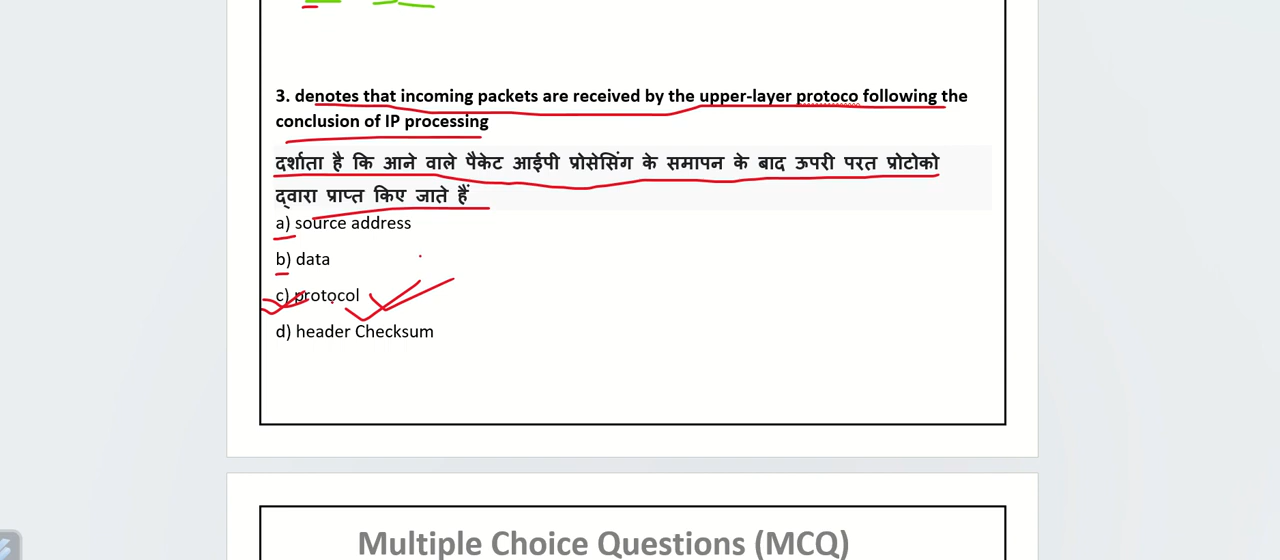 3. denotes that incoming packets are received by the upper-layer protoco following the
conclusion of IP processing
दर्शाता है कि आने वाले पैकेट आईपी प्रोसेसिंग के समापन के बाद ऊपरी परत प्रोटोको
द्वारा प्राप्त किए जाते हैं
a) source address
b) data
c) protocol
d) header Checksum
Multiple Choice Questions (MCQ)